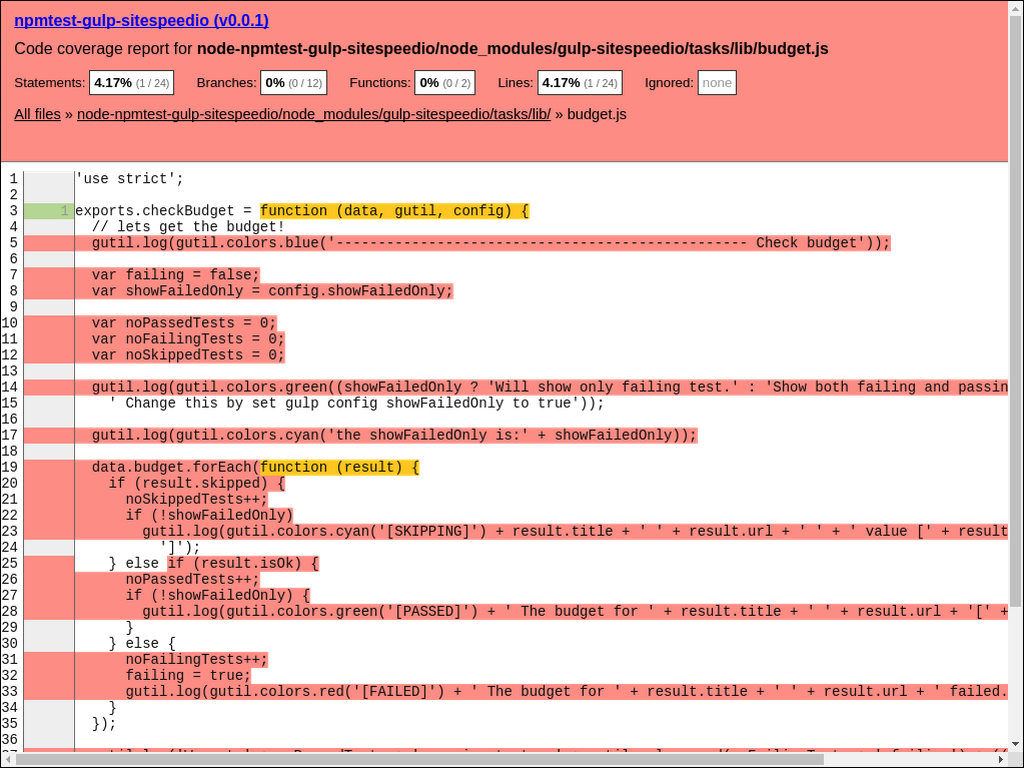 npmtest-gulp-sitespeedio (v0.0.1)
Code coverage report for node-npmtest-gulp-sitespeedio/node_modules/gulp-sitespeedio/tasks/lib/budget.js
Statements: 4.17% (1 / 24) Branches: 0% (0 / 12) Functions: 0% (0 / 2) Lines: 4.17% (1 / 24) Ignored: none
All files » node-npmtest-gulp-sitespeedio/node_modules/gulp-sitespeedio/tasks/lib/ » budget.js
1 'use strict';
2
3 1 exports.checkBudget = function (data, gutil, config) {
4 // lets get the budget!
5 gutil.log(gutil.colors.blue('------------------------------------------------- Check budget'));
6
7 var failing = false;
8 var showFailedOnly = config.showFailedOnly;
9
10 var noPassedTests = 0;
11 var noFailingTests = 0;
12 var noSkippedTests = 0;
13
14 gutil.log(gutil.colors.green((showFailedOnly ? 'Will show only failing test.' : 'Show both failing and passin
15 ' Change this by set gulp config showFailedOnly to true'));
16
17 gutil.log(gutil.colors.cyan('the showFailedOnly is:' + showFailedOnly));
18
19 data.budget.forEach(function (result) {
20 if (result.skipped) {
21 noSkippedTests++;
22 if (!showFailedOnly)
23 gutil.log(gutil.colors.cyan('[SKIPPING]') + result.title + ' ' + result.url + ' ' + ' value [' + result
24 ']');
25 } else if (result.isOk) {
26 noPassedTests++;
27 if (!showFailedOnly) {
28 gutil.log(gutil.colors.green('[PASSED]') + ' The budget for ' + result.title + ' ' + result.url + '[' +
29 }
30 } else {
31 noFailingTests++;
32 failing = true;
33 gutil.log(gutil.colors.red('[FAILED]') + ' The budget for ' + result.title + ' ' + result.url + ' failed.
34 }
35 });
36